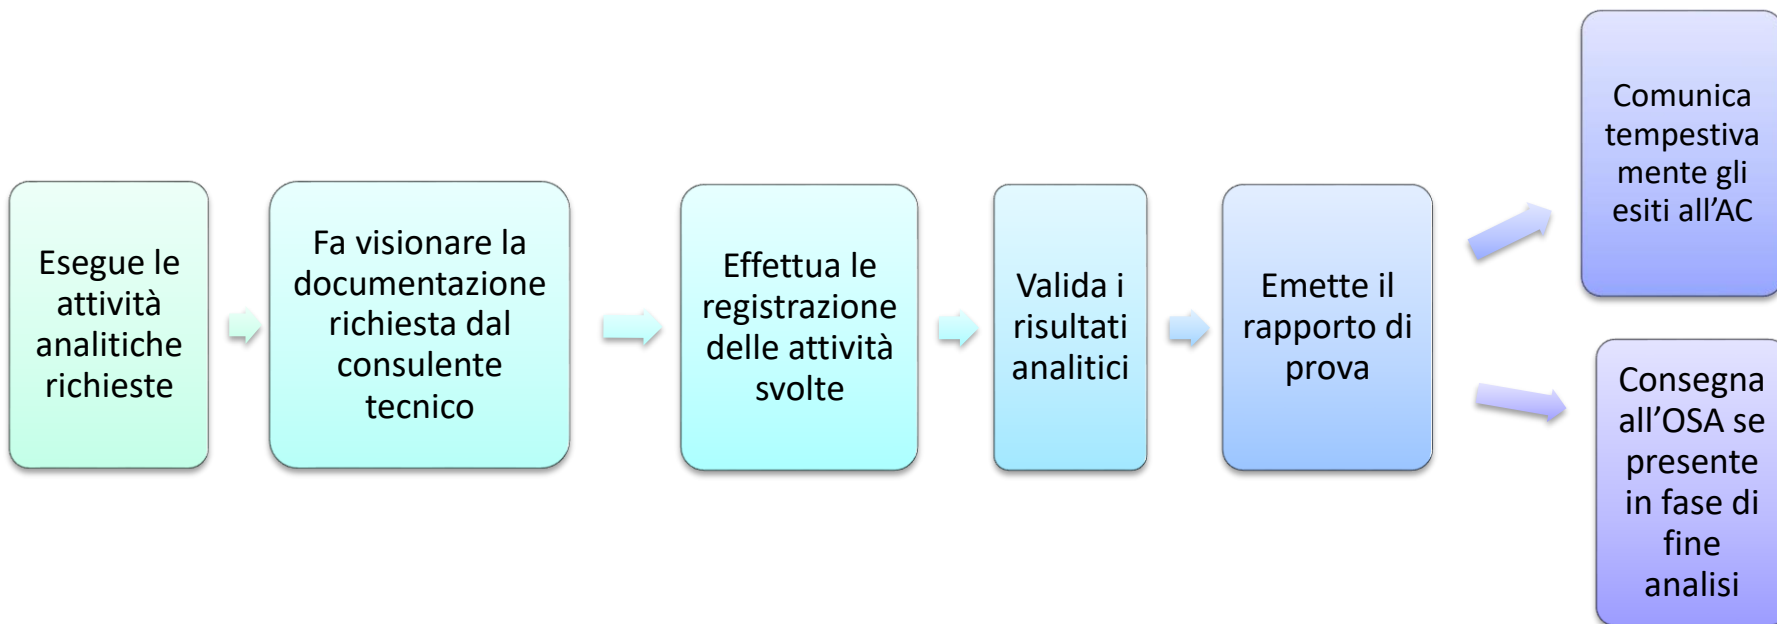 Esegue le
attività
analitiche
richieste
Fa visionare la
documentazione
richiesta dal
consulente
tecnico
Effettua le
registrazione
delle attività
svolte
Valida i
risultati
analitici
Emette il
rapporto di
prova
Comunica
tempestiva
mente gli
esiti all’AC
Consegna
all’OSA se
presente
in fase di
fine
analisi